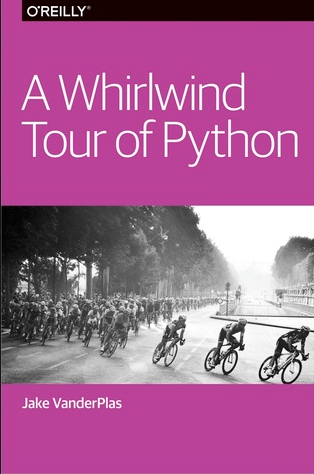 O'REILLY®
A Whirlwind
Tour of Python
Jake VanderPlas